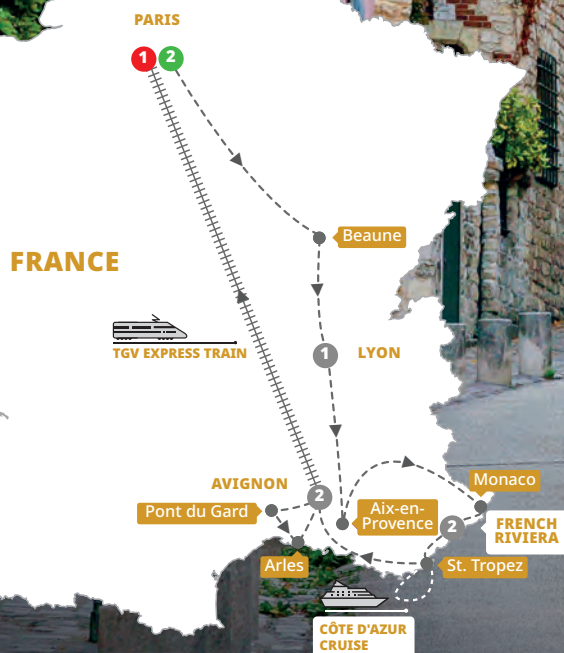 PARIS
1 2
Beaune
FRANCE
TGV EXPRESS TRAIN
1
LYON
AVIGNON
2
Pont du Gard
Aix-en-
Provence
Monaco
2
FRENCH
RIVIERA
Arles
St. Tropez
CÔTE D'AZUR
CRUISE